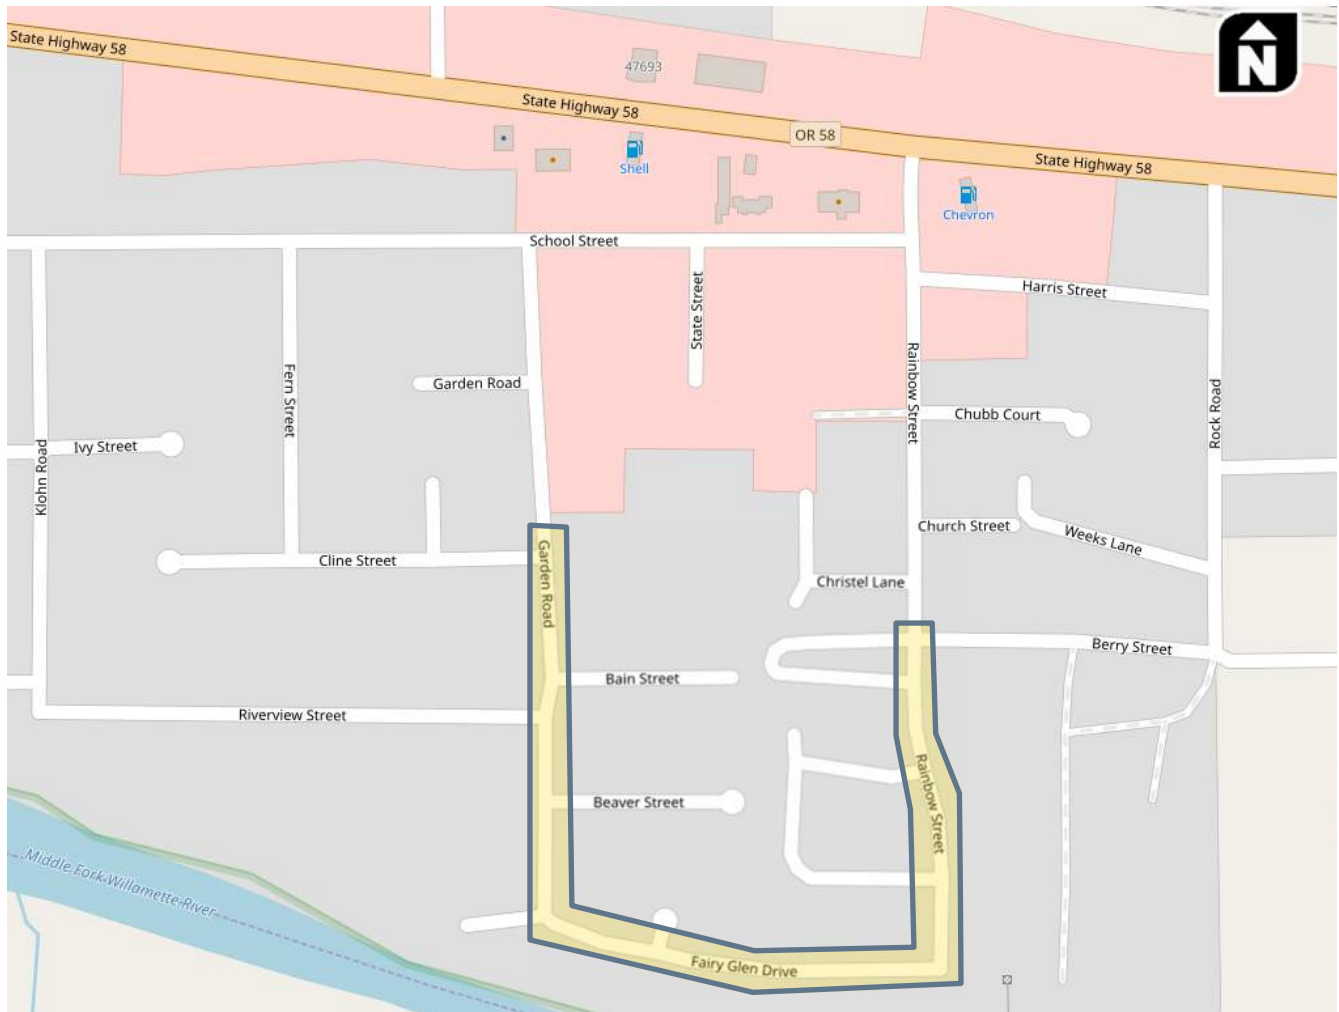 N
State Highway 58
47693
State Highway 58
OR 58
State Highway 58
Shell
Chevron
School Street
State Street
Harris Street
Fern Street
Garden Road
Rainbow Street
Rock Road
Chubb Court
Ivy Street
Klohn Road
Church Street
Weeks Lane
Cline Street
Garden Road
Christel Lane
Berry Street
Bain Street
Riverview Street
Rainbow Street
Beaver Street
Middle Fork Willamette River
Fairy Glen Drive